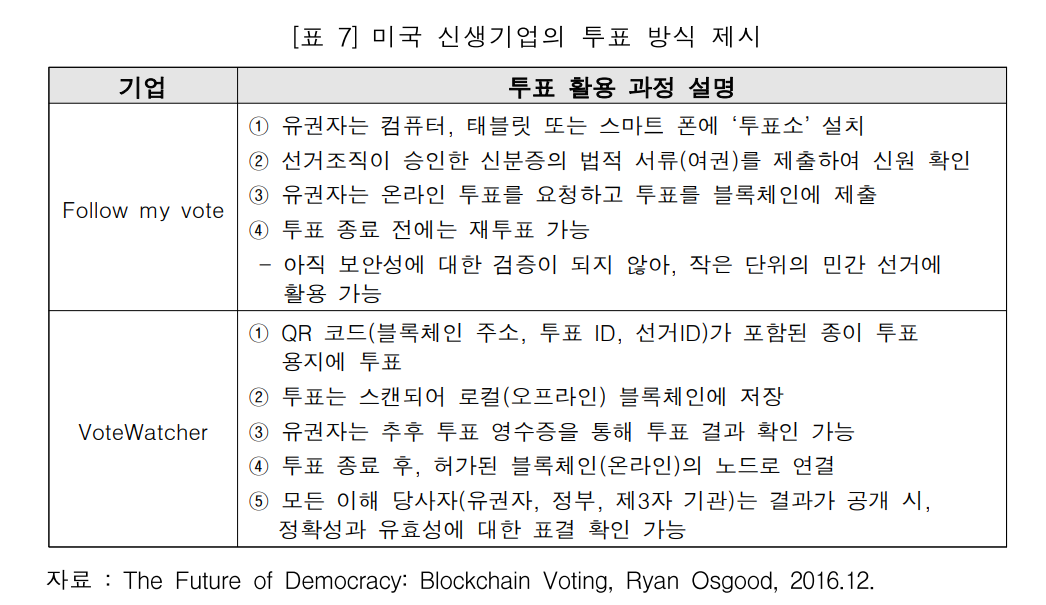 [표 7] 미국 신생기업의 투표 방식 제시
기업
투표 활용 과정 설명
Follow my vote
① 유권자는 컴퓨터, 태블릿 또는 스마트 폰에 ‘투표소’ 설치
② 선거조직이 승인한 신분증의 법적 서류(여권)를 제출하여 신원 확인
③ 유권자는 온라인 투표를 요청하고 투표를 블록체인에 제출
④ 투표 종료 전에는 재투표 가능
– 아직 보안성에 대한 검증이 되지 않아, 작은 단위의 민간 선거에
활용 가능
VoteWatcher
① QR 코드(블록체인 주소, 투표 ID, 선거ID)가 포함된 종이 투표
용지에 투표
② 투표는 스캔되어 로컬(오프라인) 블록체인에 저장
③ 유권자는 추후 투표 영수증을 통해 투표 결과 확인 가능
④ 투표 종료 후, 허가된 블록체인(온라인)의 노드로 연결
⑤ 모든 이해 당사자(유권자, 정부, 제3자 기관)는 결과가 공개 시,
정확성과 유효성에 대한 표결 확인 가능
자료 : The Future of Democracy: Blockchain Voting, Ryan Osgood, 2016.12.